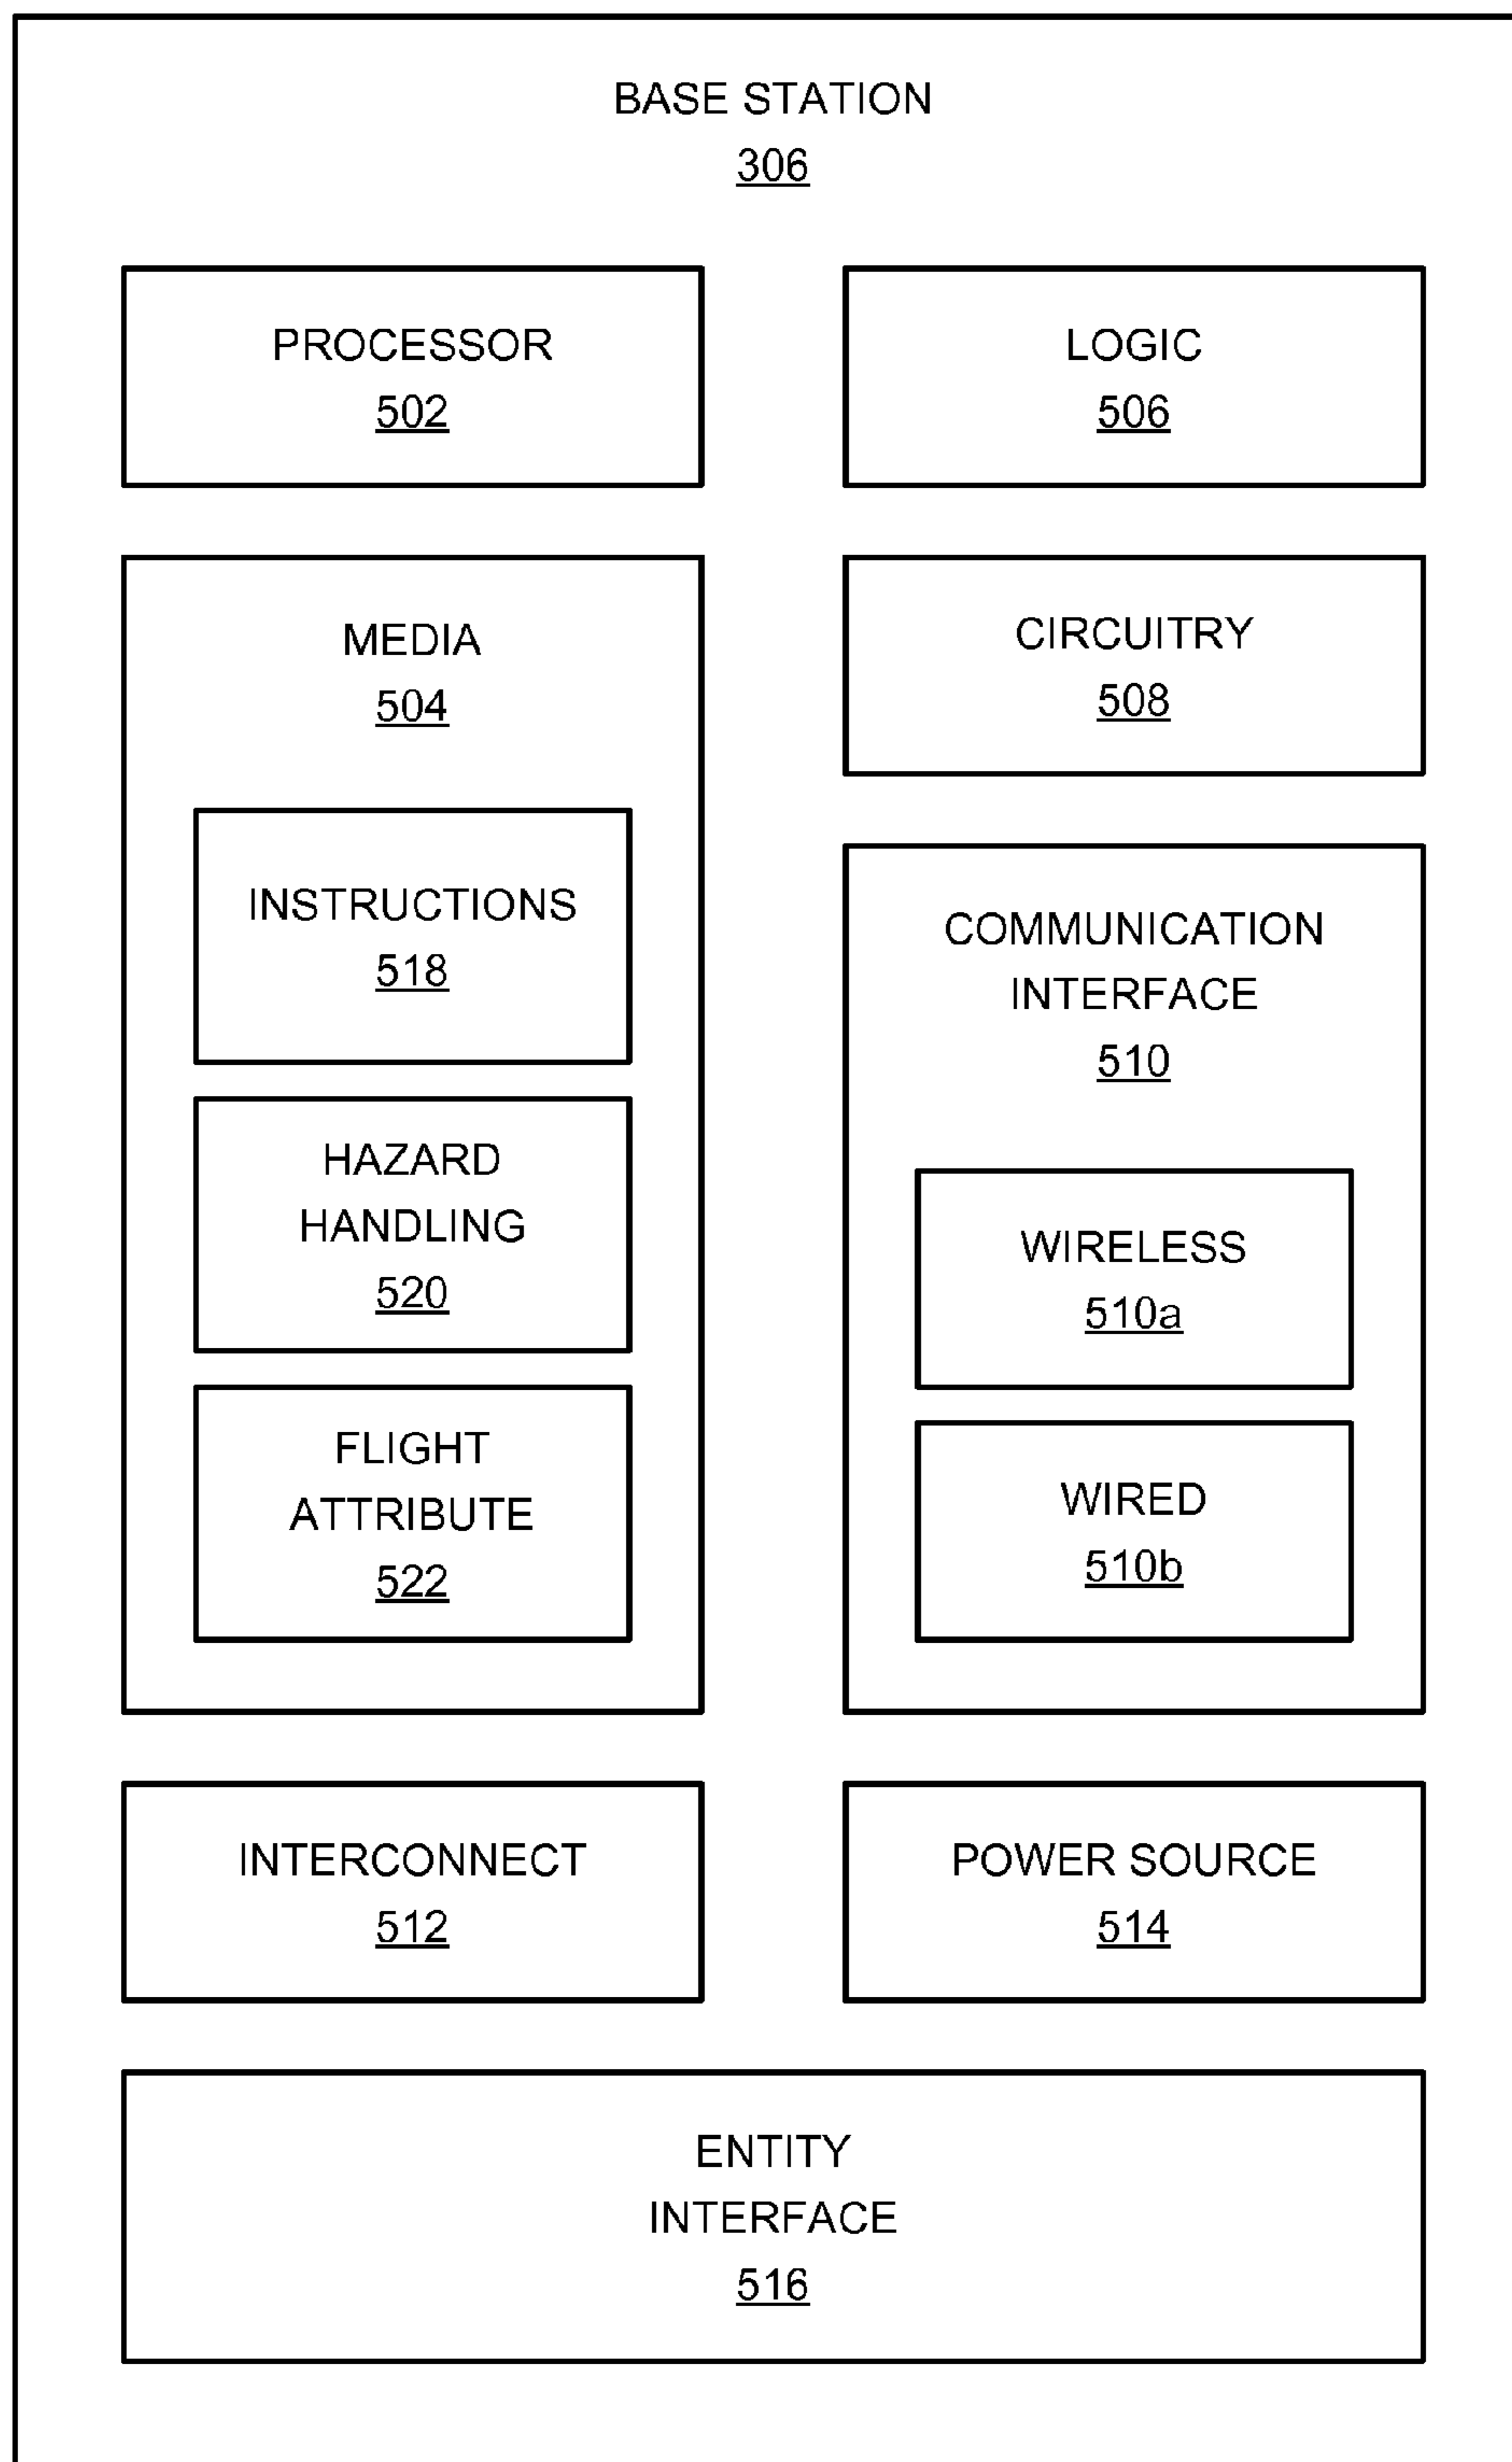 BASE STATION
306
PROCESSOR
502
LOGIC
506
MEDIA
504
INSTRUCTIONS
518
HAZARD
HANDLING
520
FLIGHT
ATTRIBUTE
522
CIRCUITRY
508
COMMUNICATION
INTERFACE
510
WIRELESS
510a
WIRED
510b
INTERCONNECT
512
POWER SOURCE
514
ENTITY
INTERFACE
516